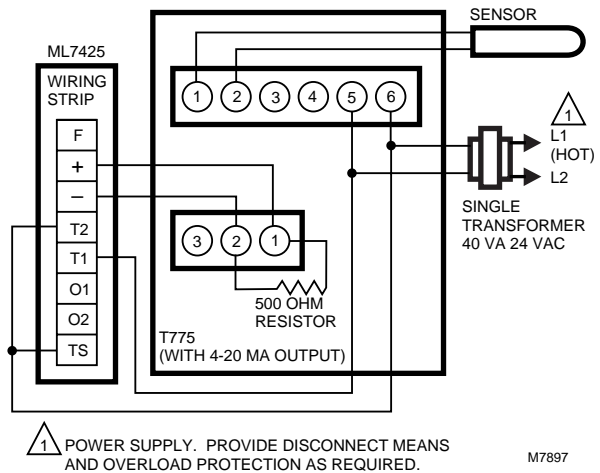 SENSOR
ML7425
WIRING
STRIP
1 2 3 4 5 6
F
+
−
T2
T1
O1
O2
TS
3 2 1
500 OHM
RESISTOR
T775
(WITH 4-20 MA OUTPUT)
1
L1
(HOT)
L2
SINGLE
TRANSFORMER
40 VA 24 VAC
1 POWER SUPPLY. PROVIDE DISCONNECT MEANS
AND OVERLOAD PROTECTION AS REQUIRED.
M7897